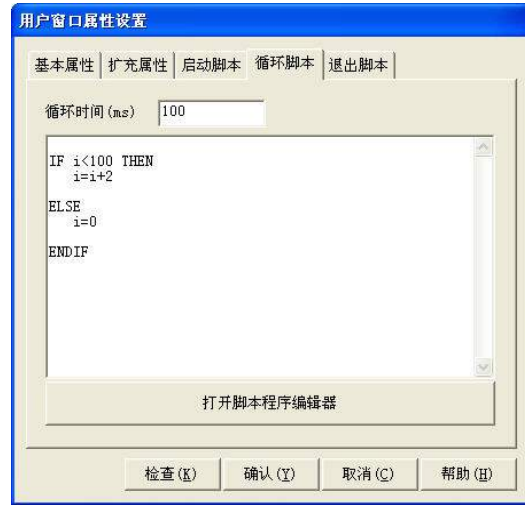 用户窗口属性设置
基本属性 扩充属性 启动脚本 循环脚本 退出脚本
循环时间(ms) 100
IF i<100 THEN
i=i+2
ELSE
i=0
ENDIF
打开脚本程序编辑器
检查(K) 确认(Y) 取消(C) 帮助(H)